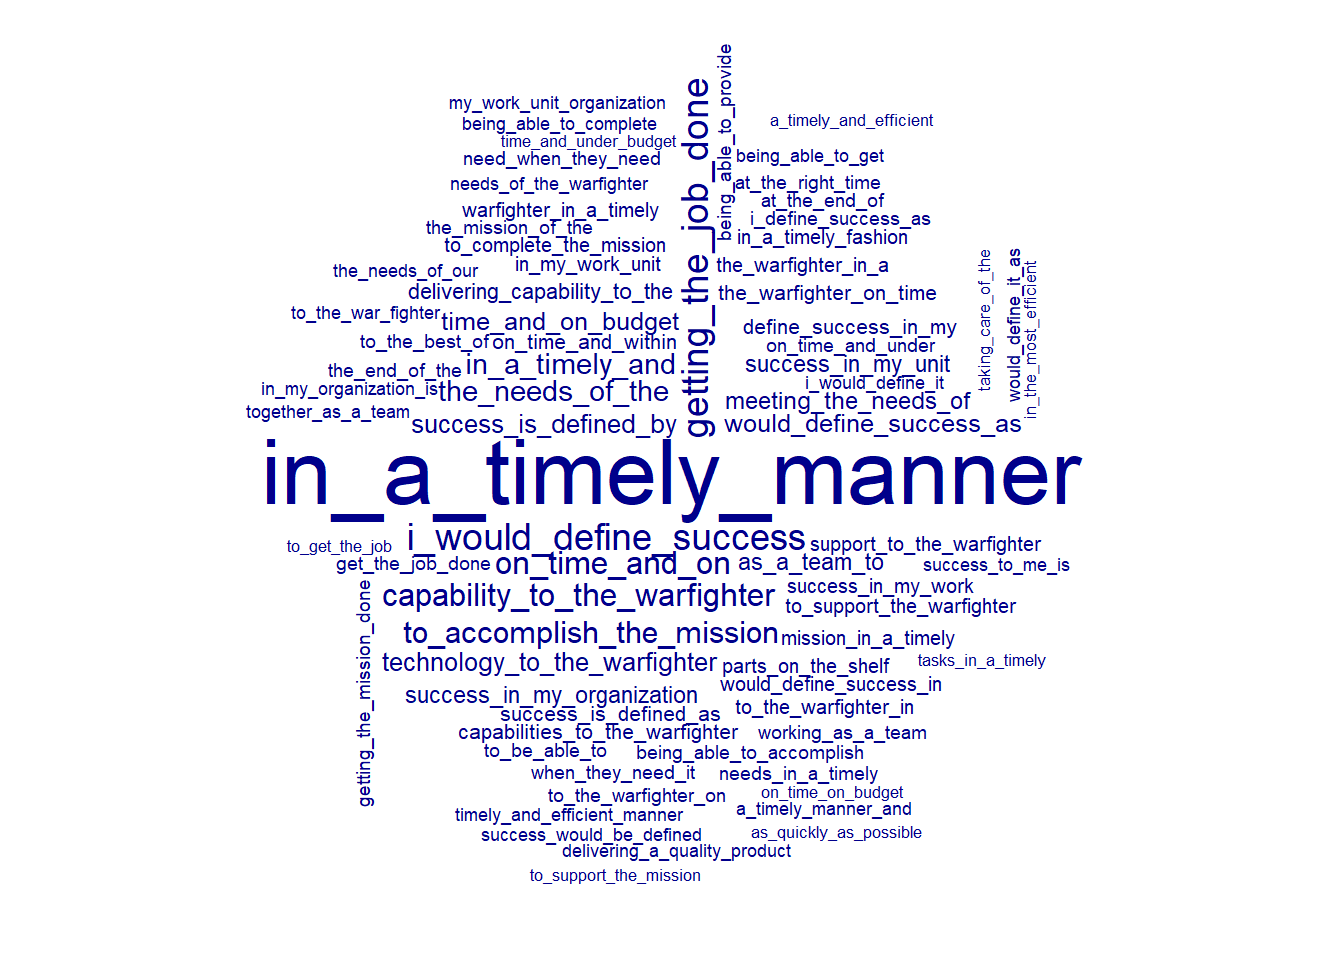 my_work_unit_organization
being_able_to_complete
time_and_under_budget
need_when_they_need
needs_of_the_warfighter
warfighter_in_a_timely
the_mission_of_the
to_complete_the_mission
in_my_work_unit
the_needs_of_our
delivering_capability_to_the
to_the_war_fighter
time_and_on_budget
to_the_best_of
on_time_and_within
the_end_of_the
in_a_timely_and
in_my_organization_is
the_needs_of_the
together_as_a_team
success_is_defined_by
getting_the_job_done
being_able_to_provide
a_timely_and_efficient
being_able_to_get
at_the_right_time
at_the_end_of
i_define_success_as
in_a_timely_fashion
the_warfighter_in_a
the_warfighter_on_time
define_success_in_my
on_time_and_under
success_in_my_unit
i_would_define_it
meeting_the_needs_of
would_define_success_as
taking_care_of_the
would_define_it_as
in_the_most_efficient
in_a_timely_manner
to_get_the_job
i_would_define_success
support_to_the_warfighter
get_the_job_done
on_time_and_on
as_a_team_to
success_to_me_is
getting_the_mission_done
capability_to_the_warfighter
success_in_my_work
to_support_the_warfighter
to_accomplish_the_mission
mission_in_a_timely
technology_to_the_warfighter
parts_on_the_shelf
tasks_in_a_timely
would_define_success_in
success_in_my_organization
to_the_warfighter_in
success_is_defined_as
capabilities_to_the_warfighter
working_as_a_team
to_be_able_to
being_able_to_accomplish
when_they_need_it
needs_in_a_timely
to_the_warfighter_on
on_time_on_budget
timely_and_efficient_manner
a_timely_manner_and
success_would_be_defined
as_quickly_as_possible
delivering_a_quality_product
to_support_the_mission